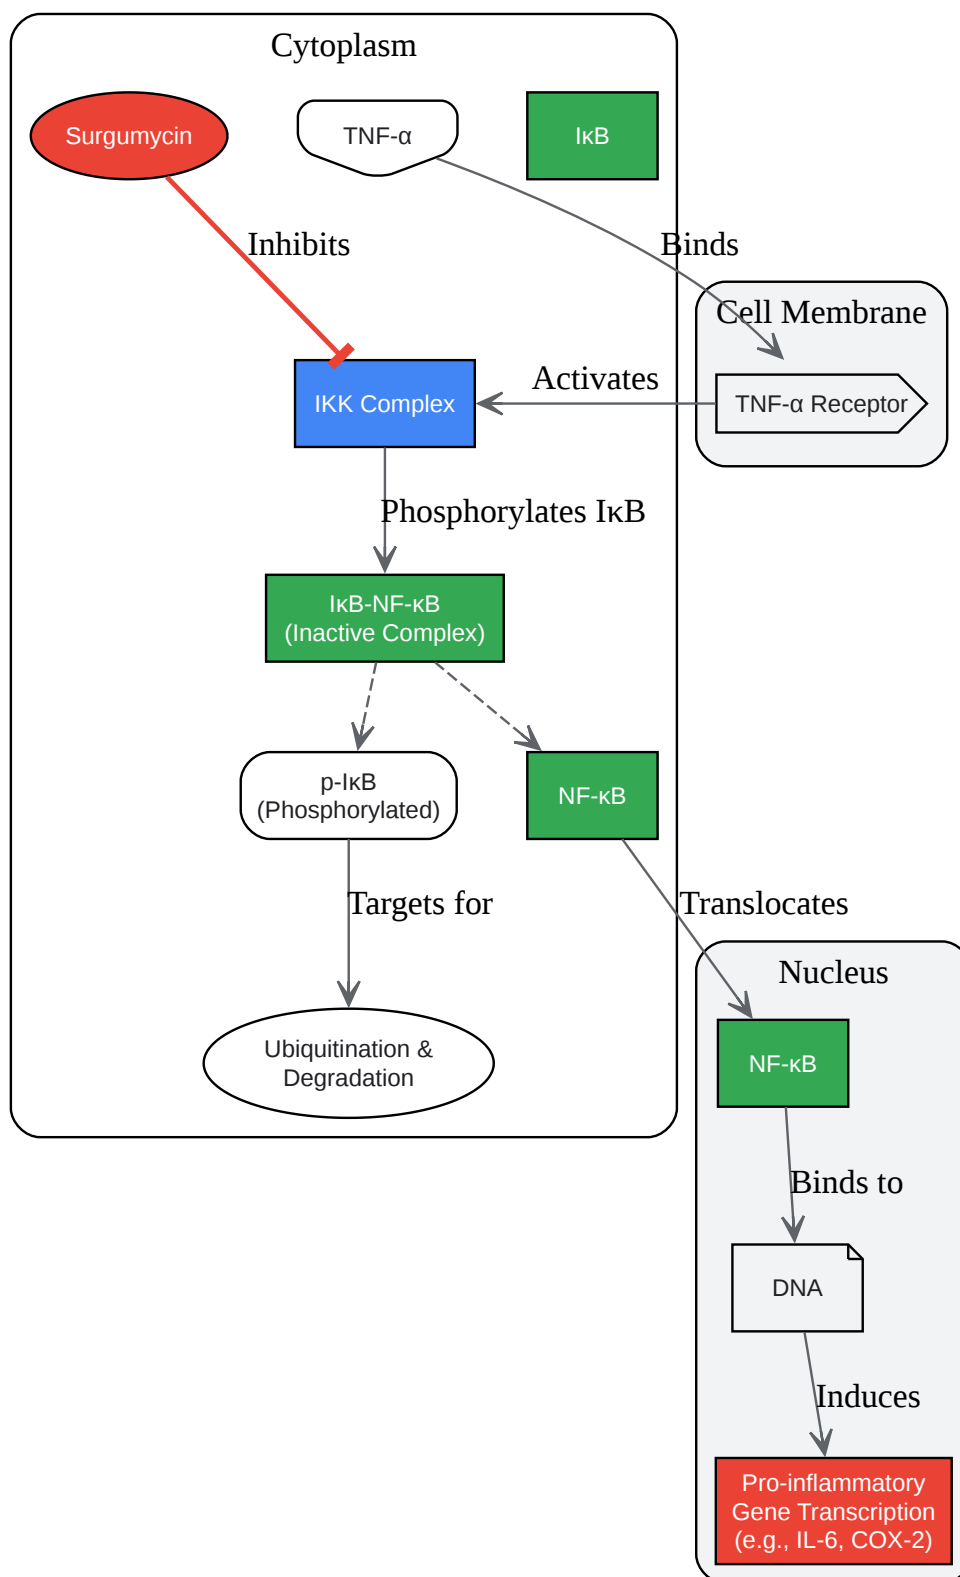 Cytoplasm
Surgumycin
TNF-α
IκB
Inhibits
Binds
Cell Membrane
IKK Complex
Activates
TNF-α Receptor
Phosphorylates IκB
IκB-NF-κB
(Inactive Complex)
p-IκB
(Phosphorylated)
NF-κB
Targets for
Translocates
Nucleus
Ubiquitination &
Degradation
NF-κB
Binds to
DNA
Induces
Pro-inflammatory
Gene Transcription
(e.g., IL-6, COX-2)